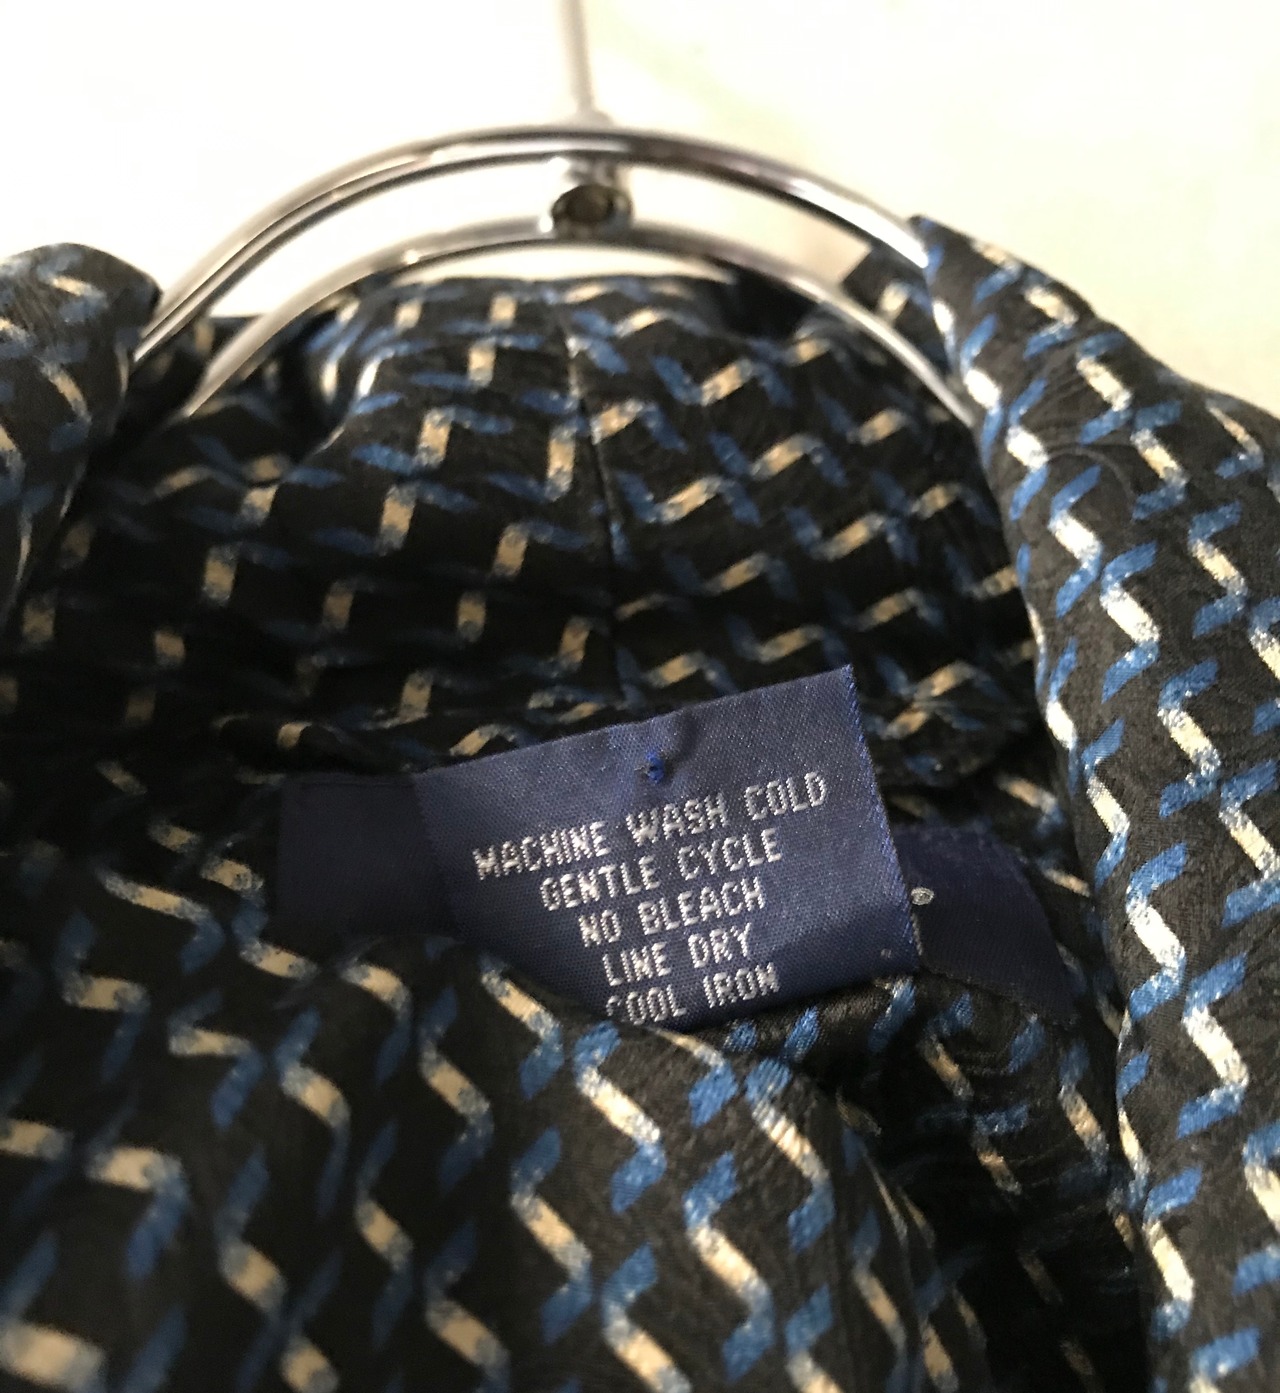 MACHINE WASH COLD
GENTLE CYCLE
NO BLEACH
LINE DRY
COOL IRON